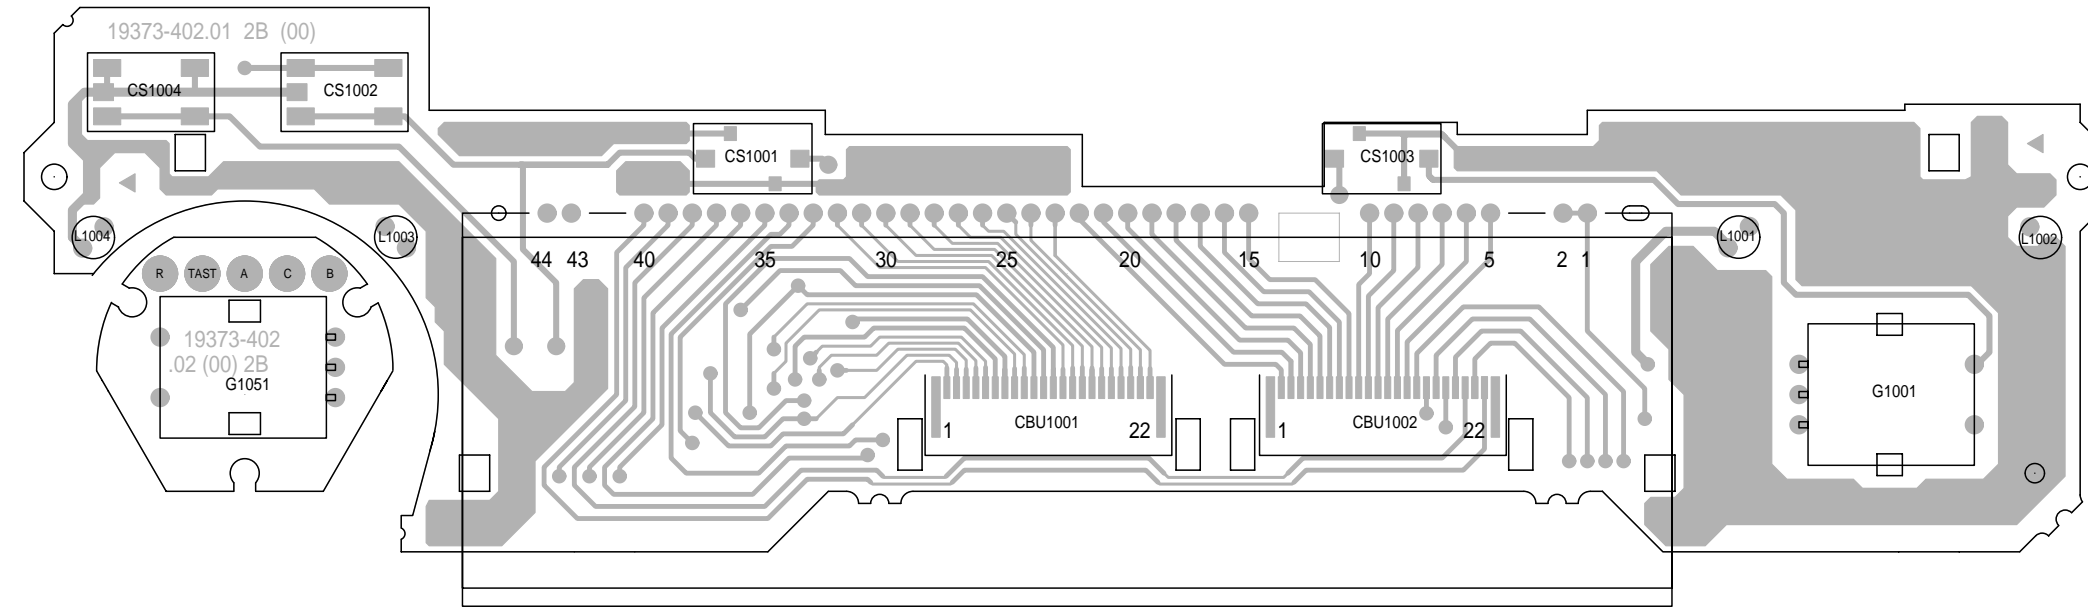 19373-402.01 2B (00)
CS1004
CS1002
CS1001
CS1003
L1004
L1003
L1001
L1002
44 43 40 35 30 25 20 15 10 5 2 1
R TAST A C B
19373-402
.02 (00) 2B
G1051
G1001
CBU1001
1 22
CBU1002
1 22